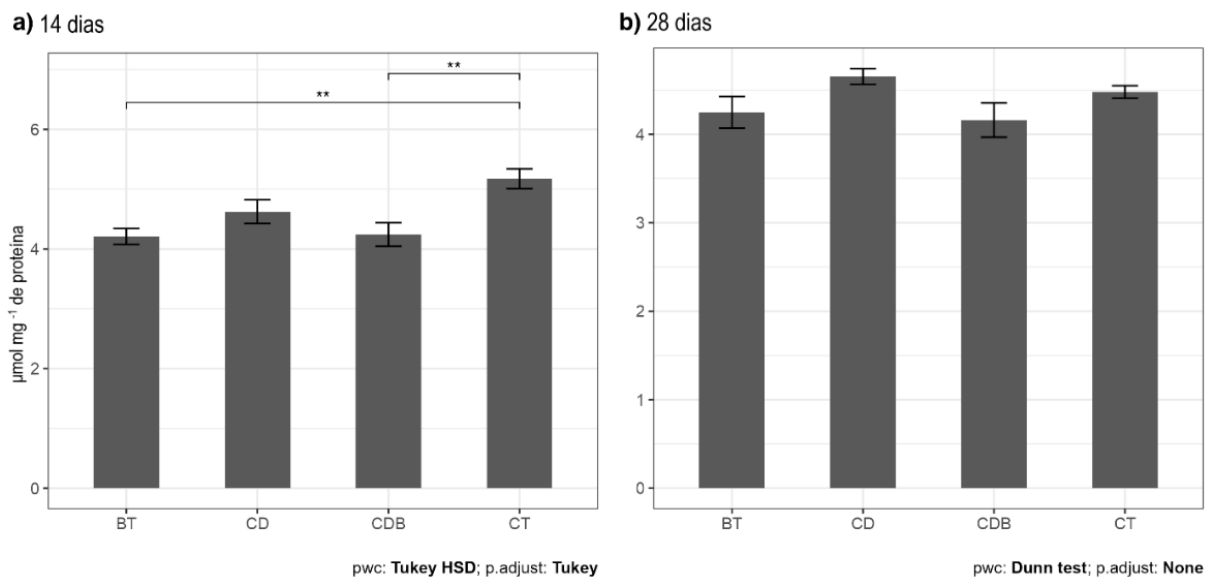 a) 14 dias
**
**
6
4
2
0
µmol mg ⁻¹ de proteína
BT CD CDB CT
pwc: Tukey HSD; p.adjust: Tukey
b) 28 dias
4
3
2
1
0
BT CD CDB CT
pwc: Dunn test; p.adjust: None